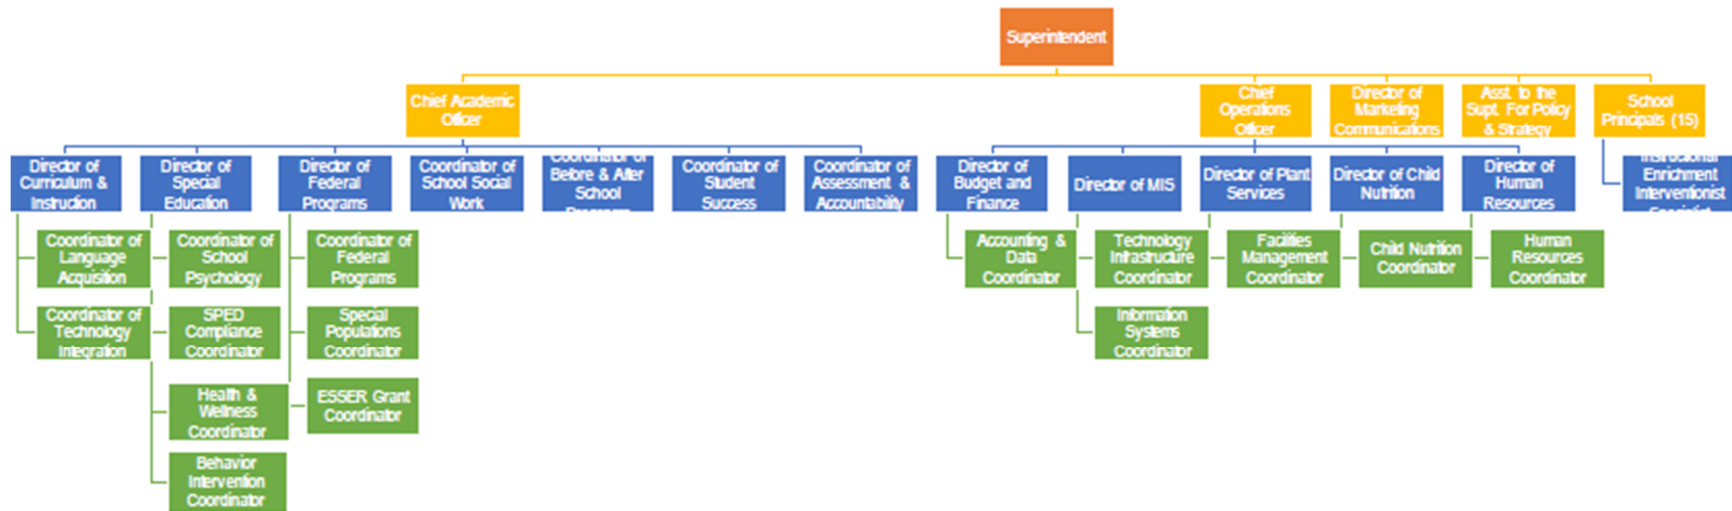 Superintendent
Chief Academic
Officer
Chief
Operations
Officer
Director of
Marketing
Communications
Asst. to the
Supt. For Policy
& Strategy
School
Principals (15)
Director of
Curriculum &
Instruction
Director of
Special
Education
Director of
Federal
Programs
Coordinator of
School Social
Work
Coordinator of
Before & After
School
Coordinator of
Student
Success
Coordinator of
Assessment &
Accountability
Director of
Budget and
Finance
Director of MIS
Director of Plant
Services
Director of Child
Nutrition
Director of
Human
Resources
Instructional
Enrichment
Interventionist
Coordinator of
Language
Acquisition
Coordinator of
School
Psychology
Coordinator of
Federal
Programs
Accounting &
Data
Coordinator
Technology
Infrastructure
Coordinator
Facilities
Management
Coordinator
Child Nutrition
Coordinator
Human
Resources
Coordinator
Coordinator of
Technology
Integration
SPED
Compliance
Coordinator
Special
Populations
Coordinator
Information
Systems
Coordinator
Health &
Wellness
Coordinator
ESSER Grant
Coordinator
Behavior
Intervention
Coordinator